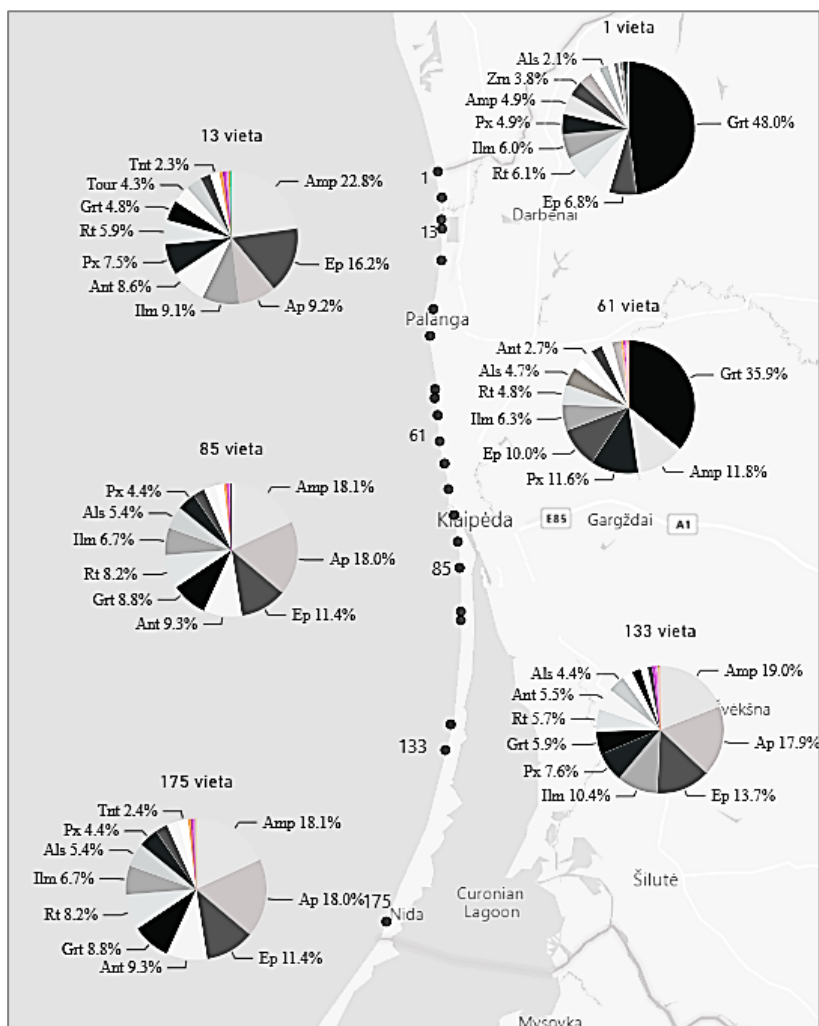 1 vieta
Als 2.1%
Zrn 3.8%
Amp 4.9%
Px 4.9%
Ilm 6.0%
Rt 6.1%
Ep 6.8%
Grt 48.0%
13 vieta
Tnt 2.3%
Tour 4.3%
Grt 4.8%
Rt 5.9%
Px 7.5%
Ant 8.6%
Ilm 9.1%
Ap 9.2%
Ep 16.2%
Amp 22.8%
1
13
Darbėnai
Palanga
61 vieta
Ant 2.7%
Als 4.7%
Rt 4.8%
Ilm 6.3%
Ep 10.0%
Px 11.6%
Amp 11.8%
Grt 35.9%
61
85 vieta
Px 4.4%
Als 5.4%
Ilm 6.7%
Rt 8.2%
Grt 8.8%
Ant 9.3%
Ep 11.4%
Ap 18.0%
Amp 18.1%
Klaipėda
E85
Gargždai
A1
85
133 vieta
Als 4.4%
Ant 5.5%
Rt 5.7%
Grt 5.9%
Px 7.6%
Ilm 10.4%
Ep 13.7%
Ap 17.9%
Amp 19.0%
Švėkšna
133
175 vieta
Tnt 2.4%
Px 4.4%
Als 5.4%
Ilm 6.7%
Rt 8.2%
Grt 8.8%
Ant 9.3%
Ep 11.4%
Ap 18.0%
Amp 18.1%
175
Nida
Curonian
Lagoon
Šilutė
Mysovka